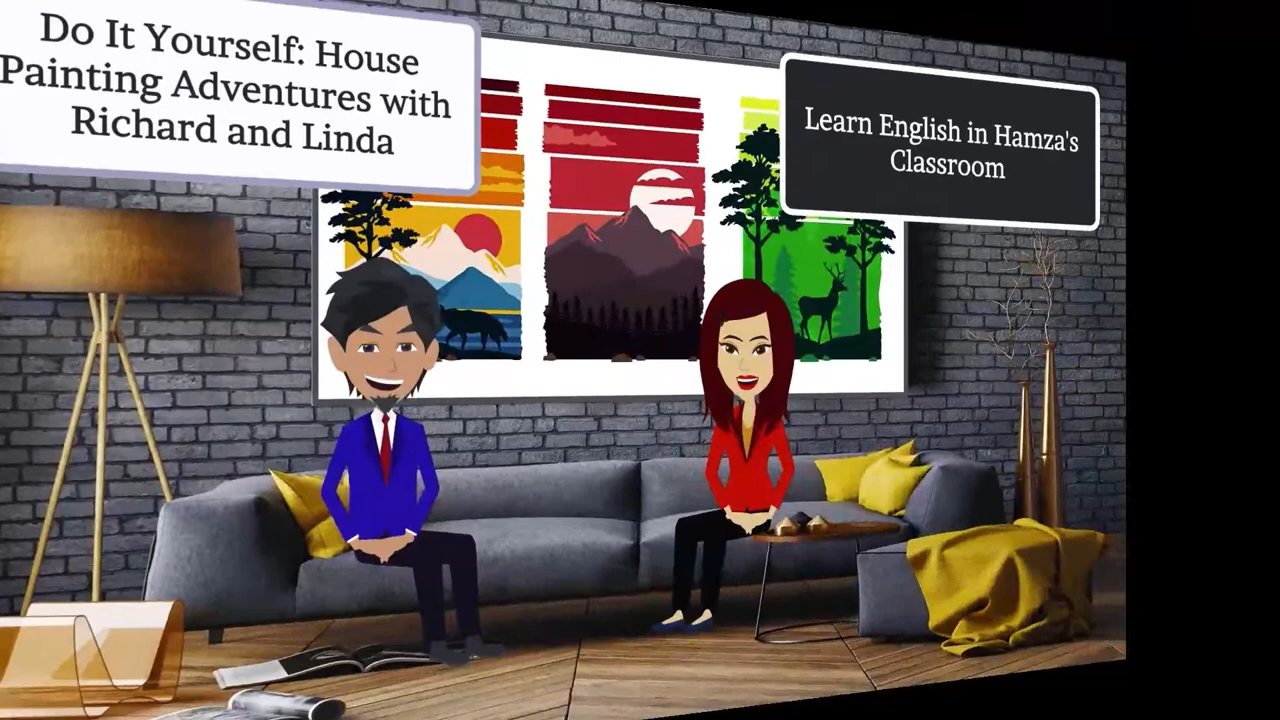 Do It Yourself: House
Painting Adventures with
Richard and Linda
Learn English in Hamza's
Classroom